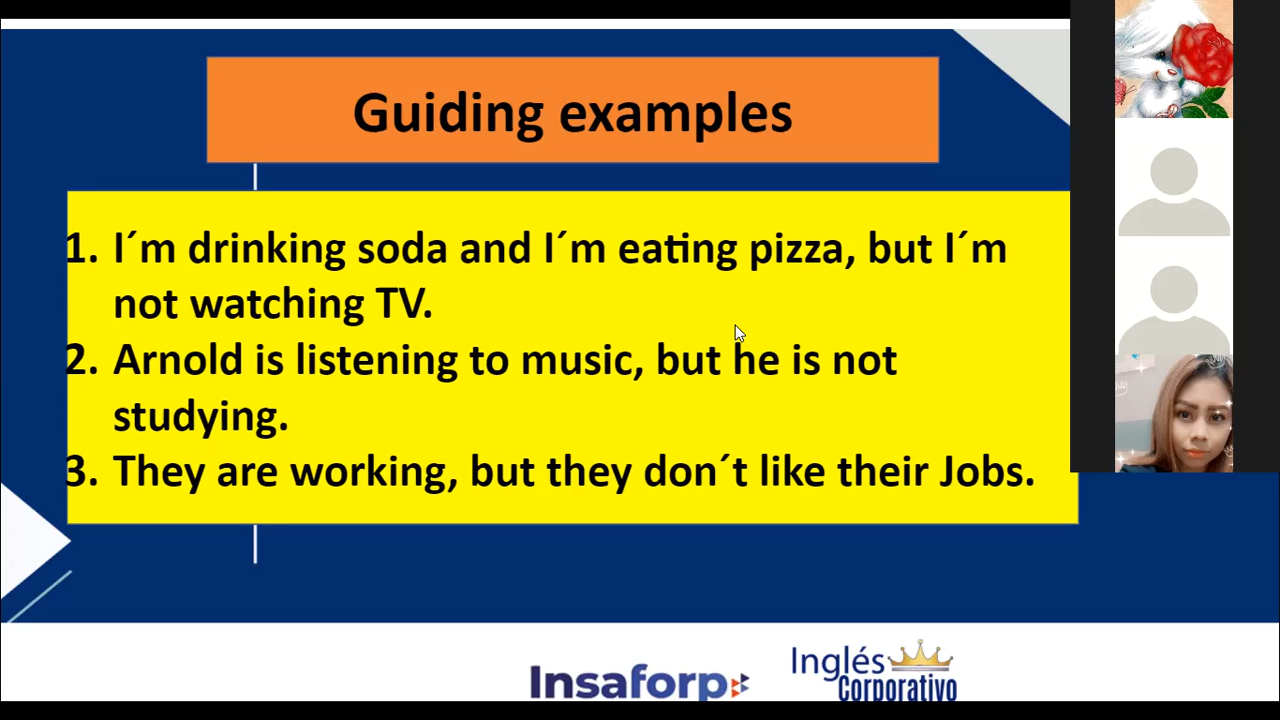 Guiding examples
1. I´m drinking soda and I´m eating pizza, but I´m
not watching TV.
2. Arnold is listening to music, but he is not
studying.
3. They are working, but they don´t like their Jobs.
Insaforp
Inglés
Corporativo